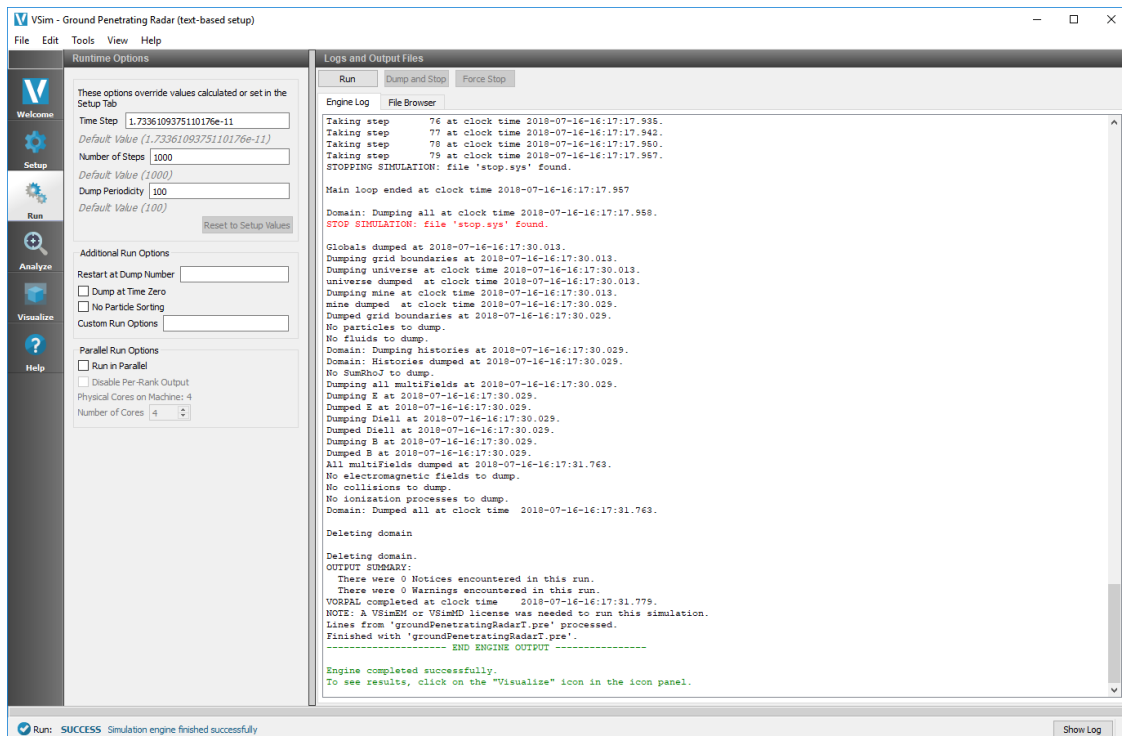 VSim - Ground Penetrating Radar (text-based setup)
File Edit Tools View Help
Welcome
Setup
Run
Analyze
Visualize
Help
Runtime Options
These options override values calculated or set in the
Setup Tab
Time Step 1.7336109375110176e-11
Default Value (1.7336109375110176e-11)
Number of Steps 1000
Default Value (1000)
Dump Periodicity 100
Default Value (100)
Reset to Setup Values
Additional Run Options
Restart at Dump Number
Dump at Time Zero
No Particle Sorting
Custom Run Options
Parallel Run Options
Run in Parallel
Disable Per-Rank Output
Physical Cores on Machine: 4
Number of Cores 4
Logs and Output Files
Run Dump and Stop Force Stop
Engine Log File Browser
Taking step 76 at clock time 2018-07-16-16:17:17.935.
Taking step 77 at clock time 2018-07-16-16:17:17.942.
Taking step 78 at clock time 2018-07-16-16:17:17.950.
Taking step 79 at clock time 2018-07-16-16:17:17.957.
STOPPING SIMULATION: file 'stop.sys' found.
Main loop ended at clock time 2018-07-16-16:17:17.957
Domain: Dumping all at clock time 2018-07-16-16:17:17.958.
STOP SIMULATION: file 'stop.sys' found.
Globals dumped at 2018-07-16-16:17:30.013.
Dumping grid boundaries at 2018-07-16-16:17:30.013.
Dumping universe at clock time 2018-07-16-16:17:30.013.
universe dumped at clock time 2018-07-16-16:17:30.013.
Dumping mine at clock time 2018-07-16-16:17:30.013.
mine dumped at clock time 2018-07-16-16:17:30.029.
Dumped grid boundaries at 2018-07-16-16:17:30.029.
No particles to dump.
No fluids to dump.
Domain: Dumping histories at 2018-07-16-16:17:30.029.
Domain: Histories dumped at 2018-07-16-16:17:30.029.
No SumRhoJ to dump.
Dumping all multiFields at 2018-07-16-16:17:30.029.
Dumping E at 2018-07-16-16:17:30.029.
Dumped E at 2018-07-16-16:17:30.029.
Dumping Diell at 2018-07-16-16:17:30.029.
Dumped Diell at 2018-07-16-16:17:30.029.
Dumping B at 2018-07-16-16:17:30.029.
Dumped B at 2018-07-16-16:17:30.029.
All multiFields dumped at 2018-07-16-16:17:31.763.
No electromagnetic fields to dump.
No collisions to dump.
No ionization processes to dump.
Domain: Dumped all at clock time 2018-07-16-16:17:31.763.
Deleting domain
Deleting domain.
OUTPUT SUMMARY:
There were 0 Notices encountered in this run.
There were 0 Warnings encountered in this run.
VORPAL completed at clock time 2018-07-16-16:17:31.779.
NOTE: A VSimEM or VSimMD license was needed to run this simulation.
Lines from 'groundPenetratingRadarT.pre' processed.
Finished with 'groundPenetratingRadarT.pre'.
--------------------- END ENGINE OUTPUT ----------------
Engine completed successfully.
To see results, click on the "Visualize" icon in the icon panel.
Run: SUCCESS Simulation engine finished successfully
Show Log